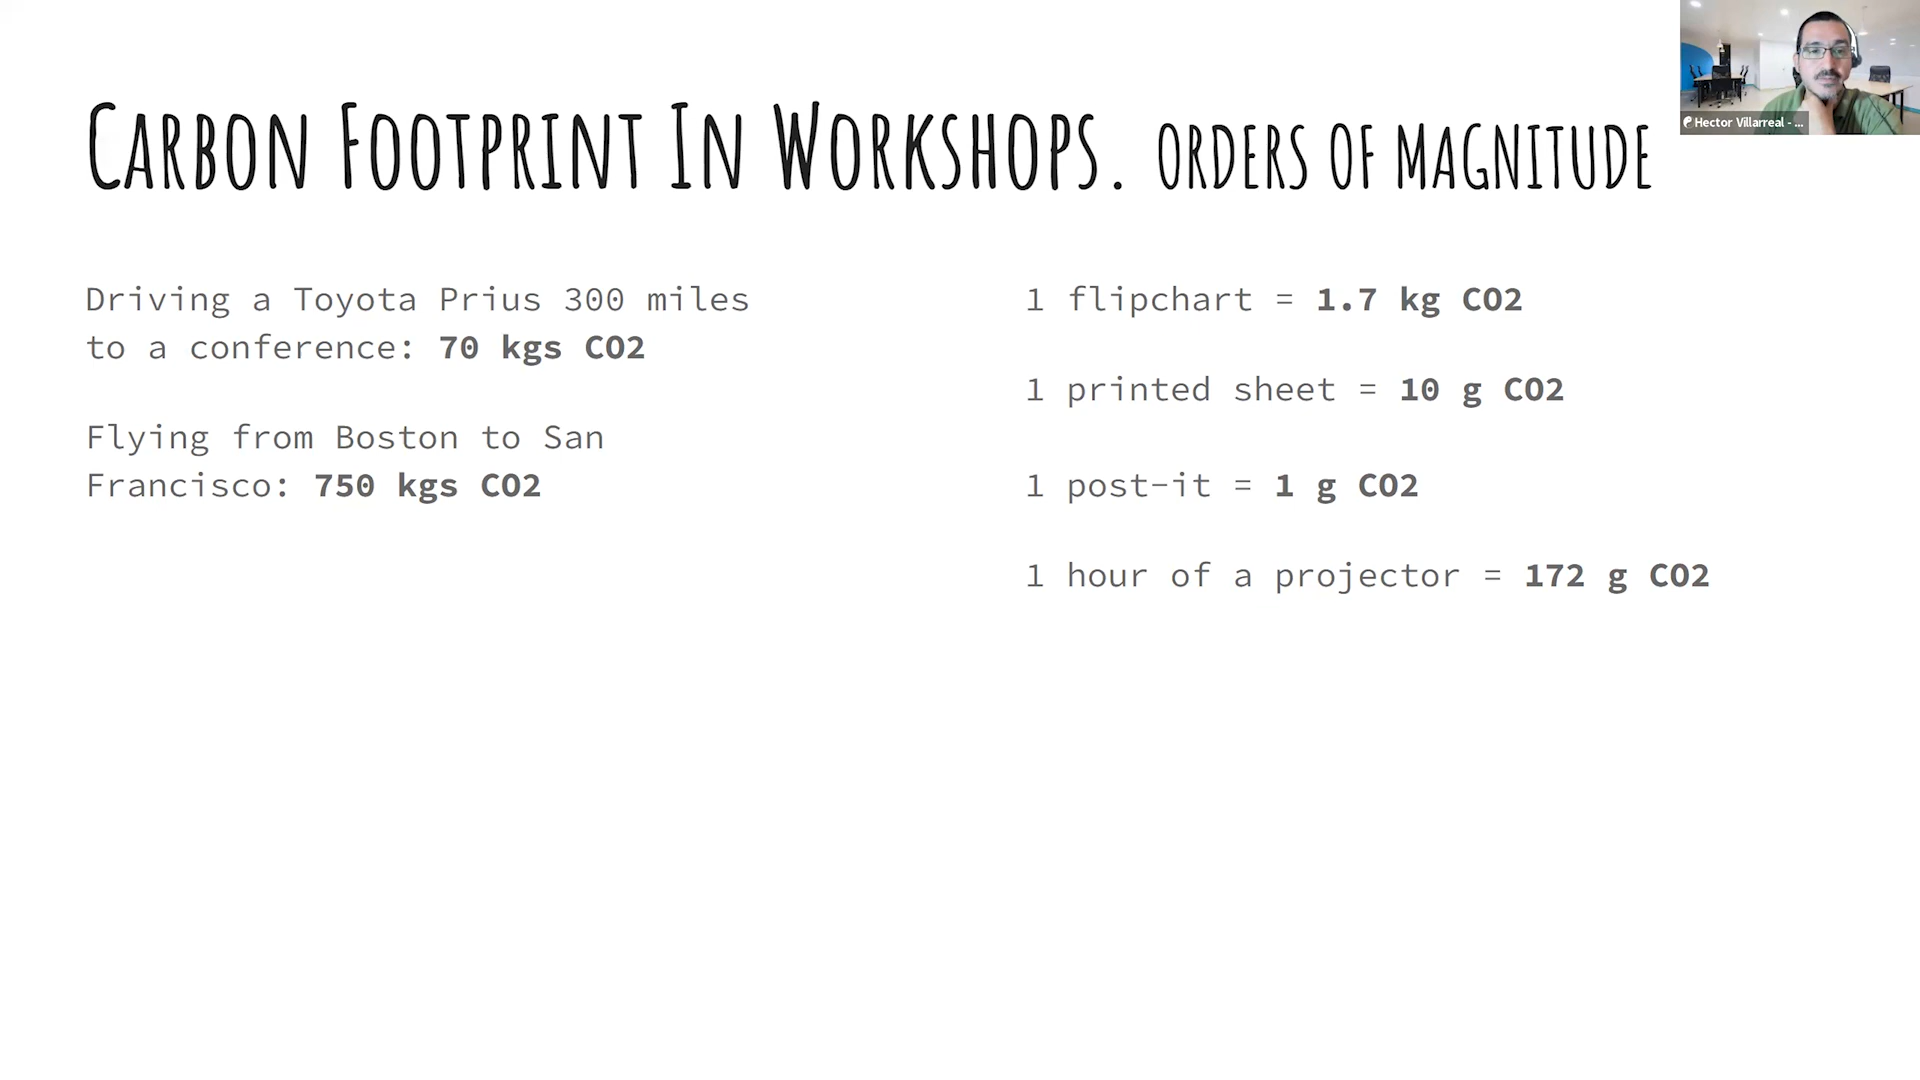 CARBON FOOTPRINT IN WORKSHOPS. ORDERS OF MAGNITUDE
Driving a Toyota Prius 300 miles
to a conference: 70 kgs CO2
Flying from Boston to San
Francisco: 750 kgs CO2
1 flipchart = 1.7 kg CO2
1 printed sheet = 10 g CO2
1 post-it = 1 g CO2
1 hour of a projector = 172 g CO2
Hector Villarreal - ...